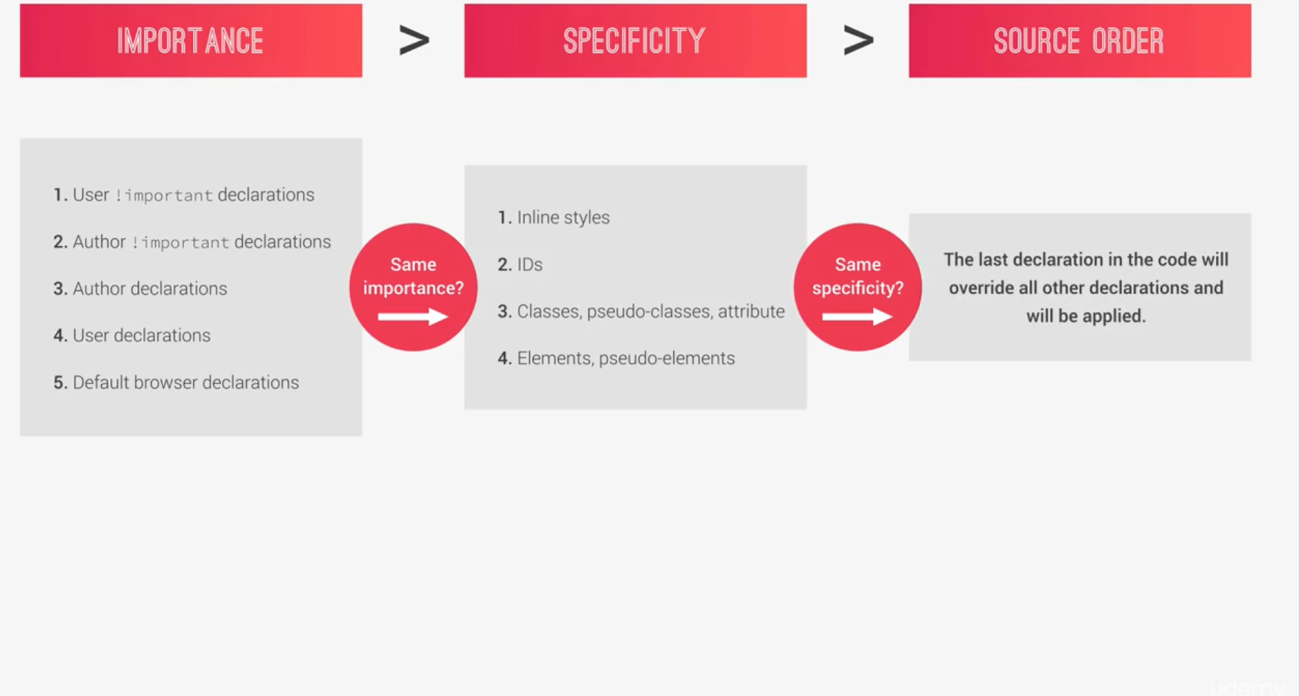 IMPORTANCE > SPECIFICITY > SOURCE ORDER
1. User !important declarations
2. Author !important declarations
3. Author declarations
4. User declarations
5. Default browser declarations
Same
importance?
1. Inline styles
2. IDs
3. Classes, pseudo-classes, attribute
4. Elements, pseudo-elements
Same
specificity?
The last declaration in the code will
override all other declarations and
will be applied.
udemy